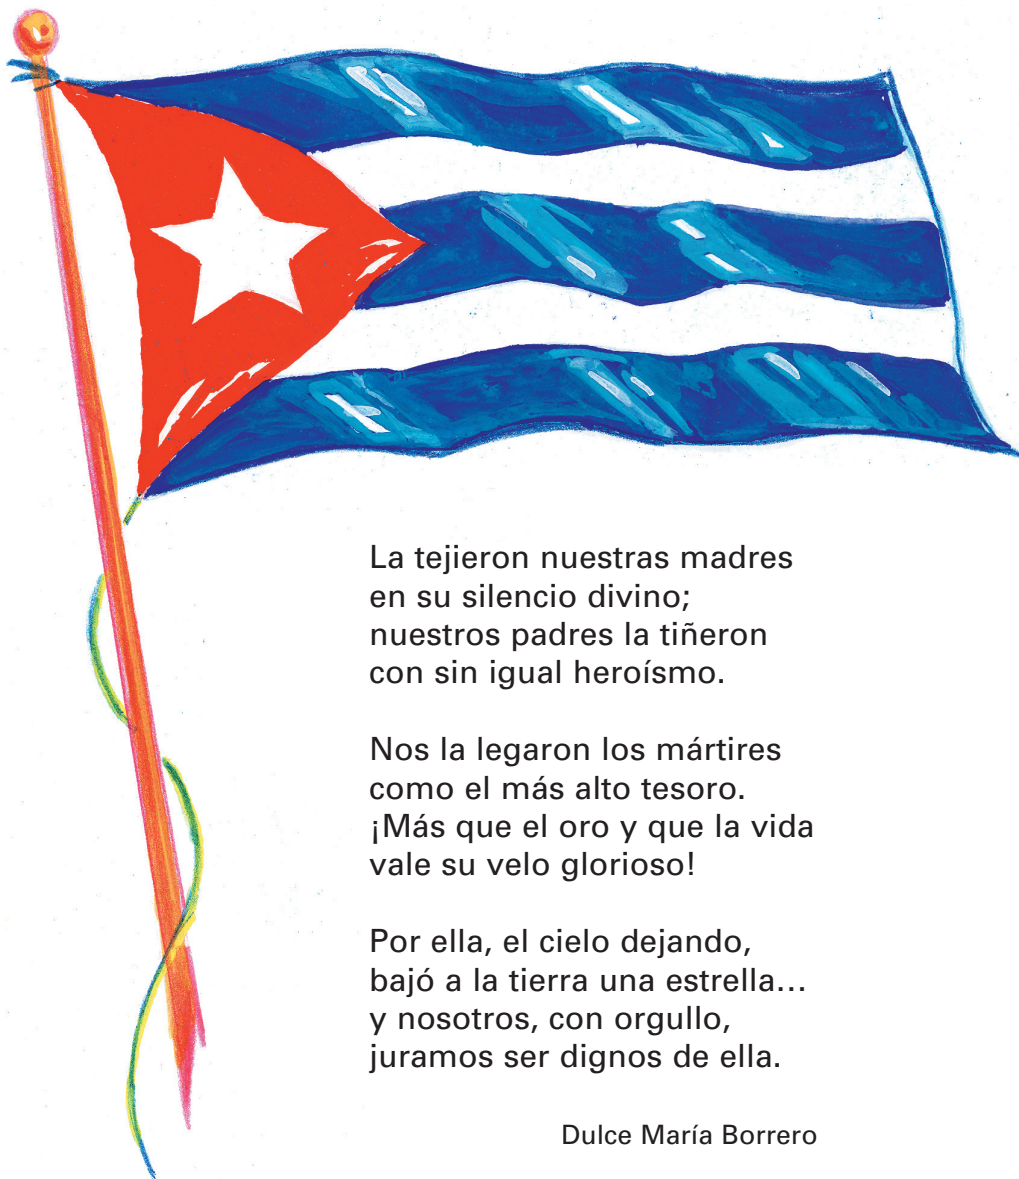 La tejieron nuestras madres
en su silencio divino;
nuestros padres la tiñeron
con sin igual heroísmo.
Nos la legaron los mártires
como el más alto tesoro.
¡Más que el oro y que la vida
vale su velo glorioso!
Por ella, el cielo dejando,
bajó a la tierra una estrella...
y nosotros, con orgullo,
juramos ser dignos de ella.
Dulce María Borrero